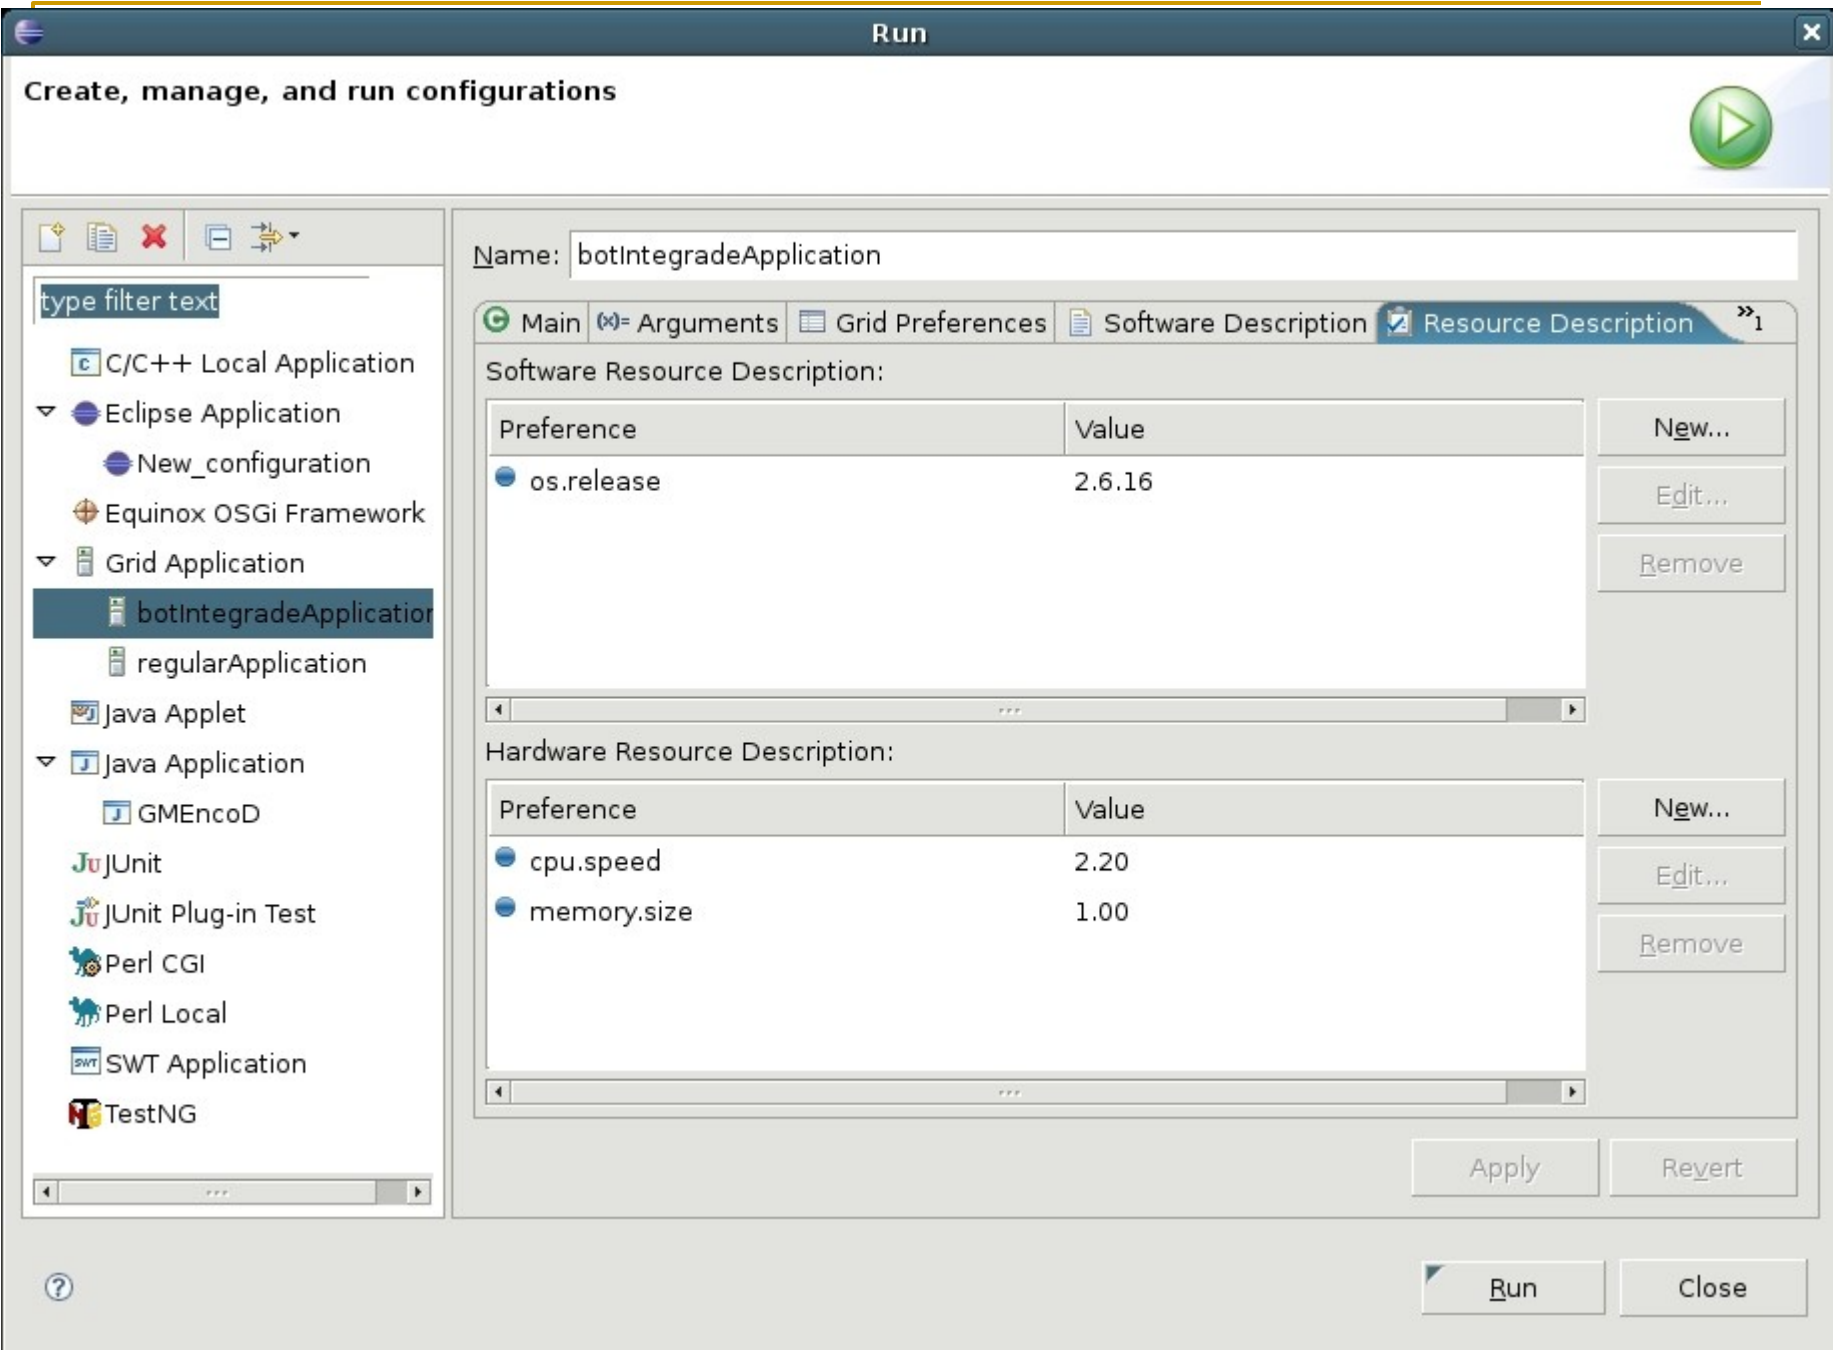 Run
Create, manage, and run configurations
type filter text
C/C++ Local Application
Eclipse Application
New_configuration
Equinox OSGi Framework
Grid Application
botIntegradeApplication
regularApplication
Java Applet
Java Application
GMEncoD
JUnit
JUnit Plug-in Test
Perl CGI
Perl Local
SWT Application
TestNG
Name: botIntegradeApplication
Main (x)= Arguments Grid Preferences Software Description Resource Description »1
Software Resource Description:
Preference Value
os.release 2.6.16
New...
Edit...
Remove
Hardware Resource Description:
Preference Value
cpu.speed 2.20
memory.size 1.00
New...
Edit...
Remove
Apply Revert
? Run Close